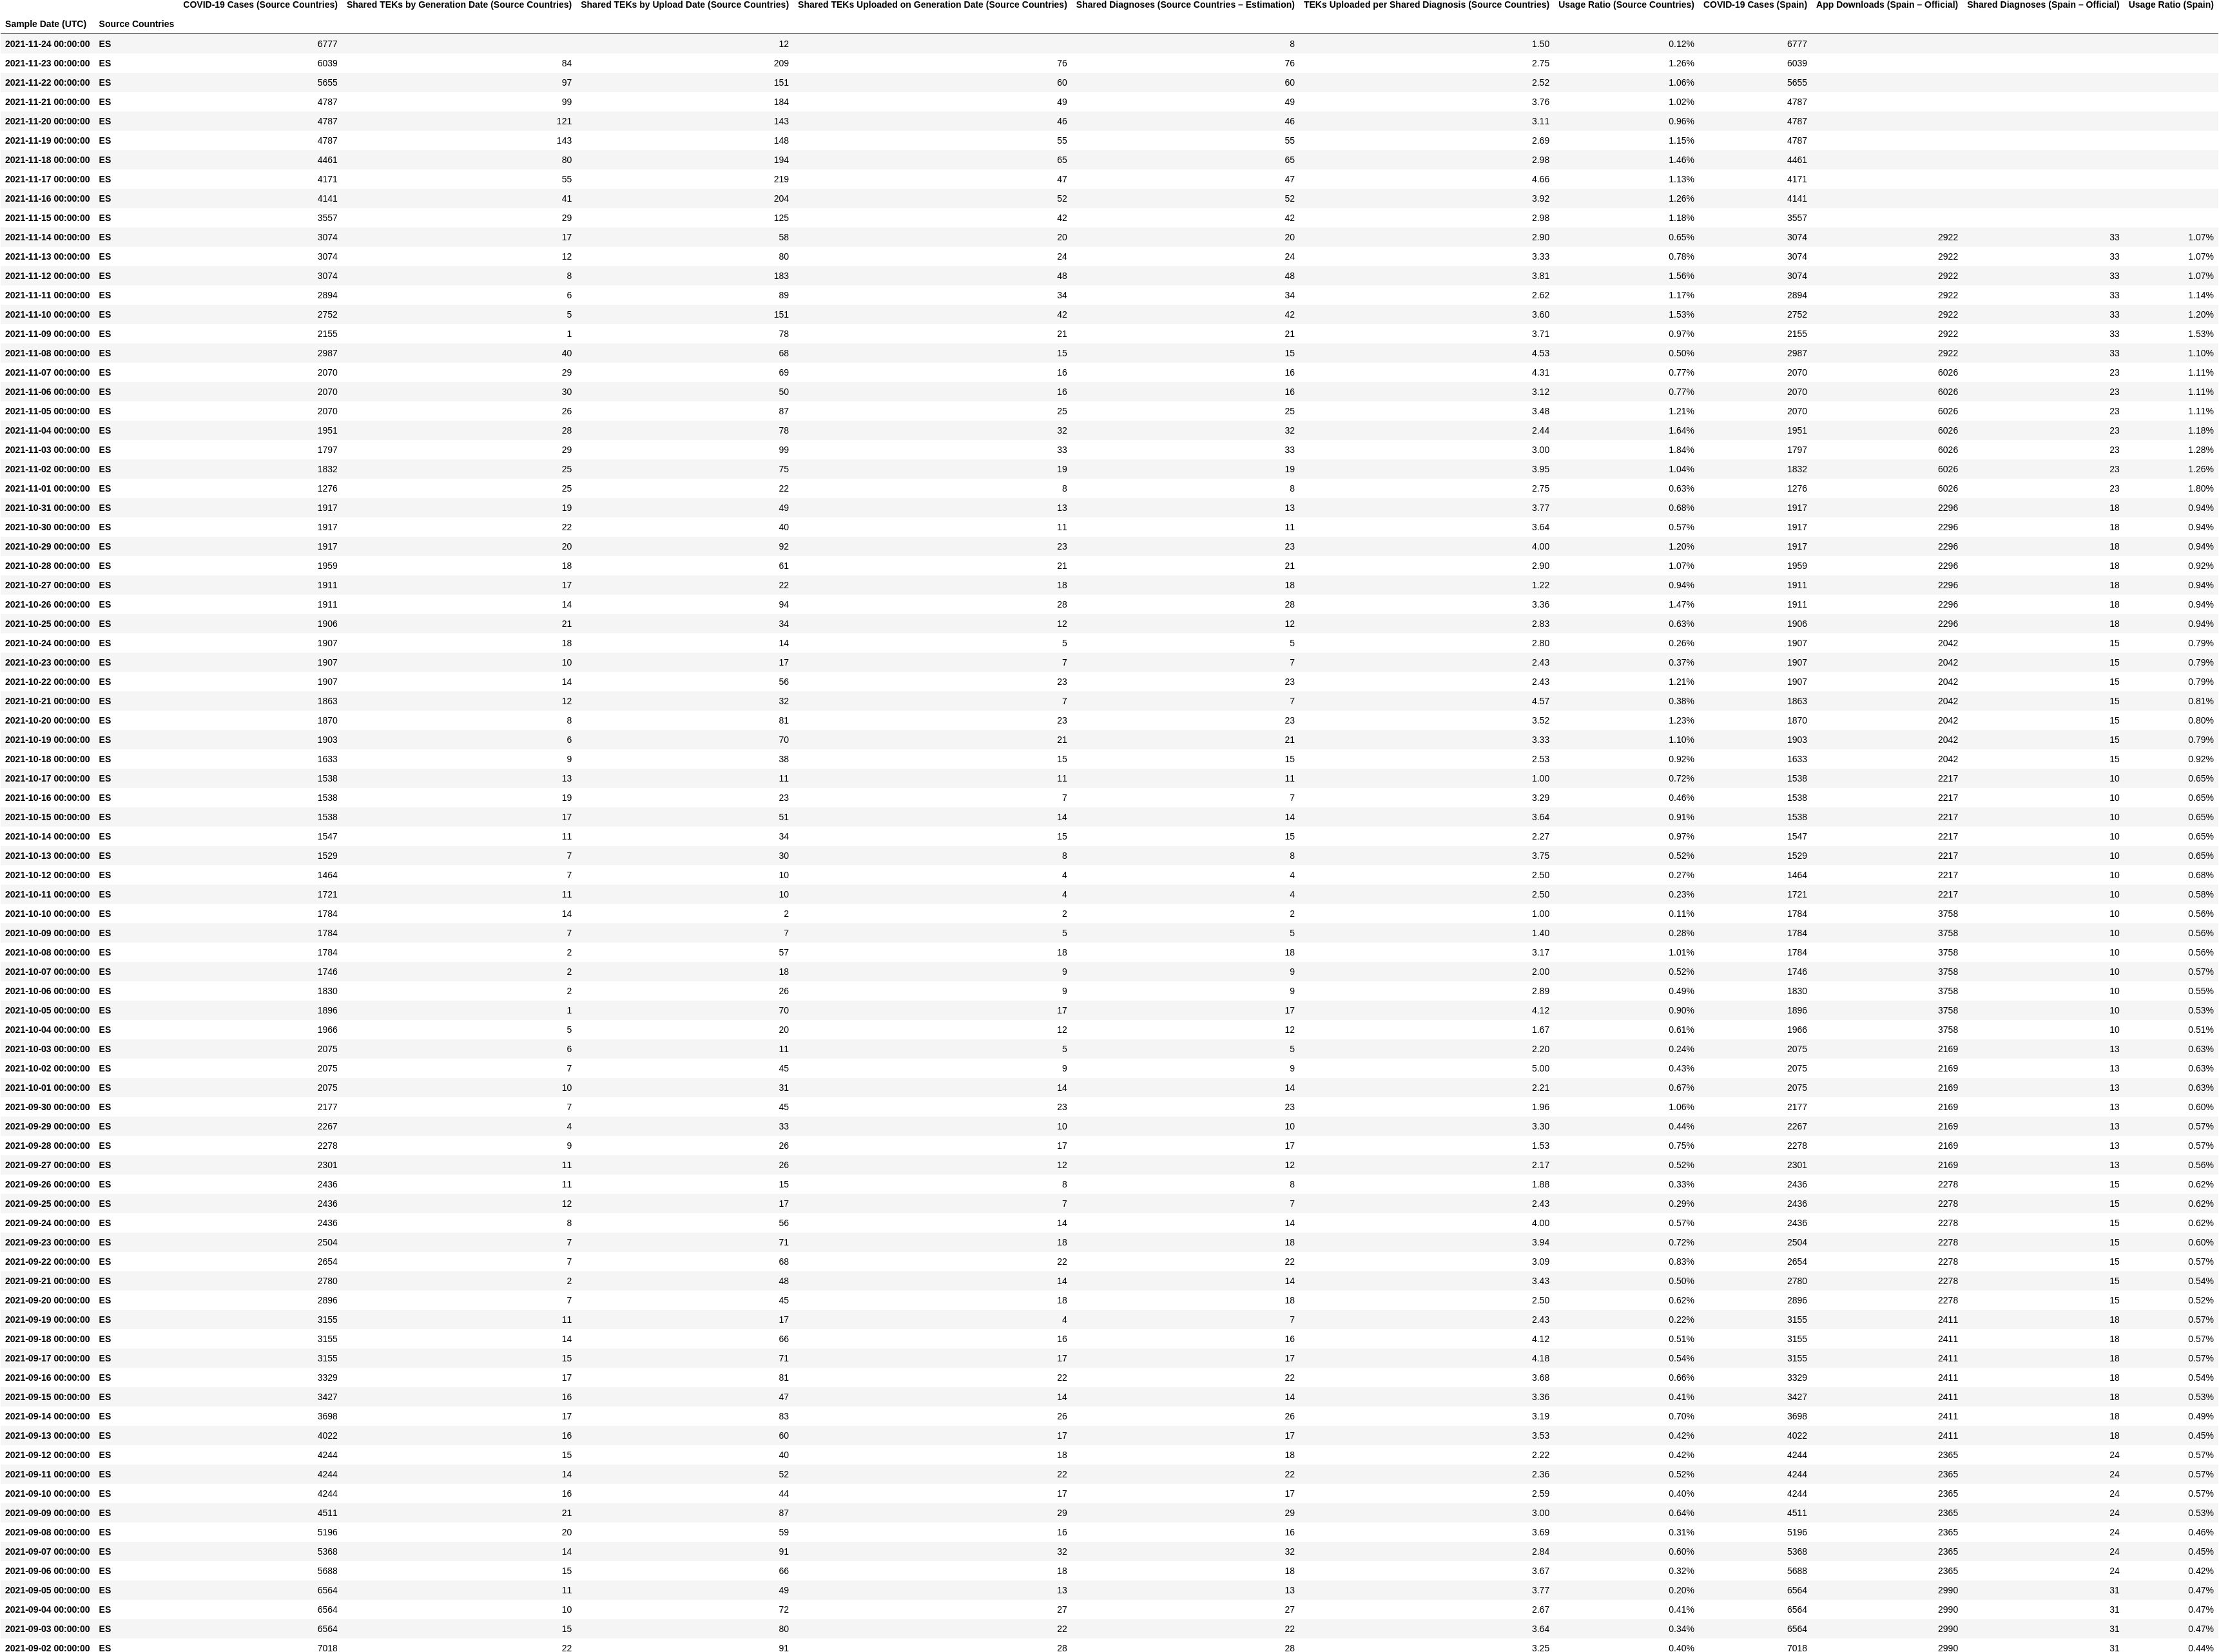 COVID-19 Cases (Source Countries) Shared TEKs by Generation Date (Source Countries) Shared TEKs by Upload Date (Source Countries) Shared TEKs Uploaded on Generation Date (Source Countries) Shared Diagnoses (Source Countries – Estimation) TEKs Uploaded per Shared Diagnosis (Source Countries) Usage Ratio (Source Countries) COVID-19 Cases (Spain) App Downloads (Spain – Official) Shared Diagnoses (Spain – Official) Usage Ratio (Spain)
Sample Date (UTC) Source Countries
2021-11-24 00:00:00 ES 6777 12 8 1.50 0.12% 6777
2021-11-23 00:00:00 ES 6039 84 209 76 76 2.75 1.26% 6039
2021-11-22 00:00:00 ES 5655 97 151 60 60 2.52 1.06% 5655
2021-11-21 00:00:00 ES 4787 99 184 49 49 3.76 1.02% 4787
2021-11-20 00:00:00 ES 4787 121 143 46 46 3.11 0.96% 4787
2021-11-19 00:00:00 ES 4787 143 148 55 55 2.69 1.15% 4787
2021-11-18 00:00:00 ES 4461 80 194 65 65 2.98 1.46% 4461
2021-11-17 00:00:00 ES 4171 55 219 47 47 4.66 1.13% 4171
2021-11-16 00:00:00 ES 4141 41 204 52 52 3.92 1.26% 4141
2021-11-15 00:00:00 ES 3557 29 125 42 42 2.98 1.18% 3557
2021-11-14 00:00:00 ES 3074 17 58 20 20 2.90 0.65% 3074 2922 33 1.07%
2021-11-13 00:00:00 ES 3074 12 80 24 24 3.33 0.78% 3074 2922 33 1.07%
2021-11-12 00:00:00 ES 3074 8 183 48 48 3.81 1.56% 3074 2922 33 1.07%
2021-11-11 00:00:00 ES 2894 6 89 34 34 2.62 1.17% 2894 2922 33 1.14%
2021-11-10 00:00:00 ES 2752 5 151 42 42 3.60 1.53% 2752 2922 33 1.20%
2021-11-09 00:00:00 ES 2155 1 78 21 21 3.71 0.97% 2155 2922 33 1.53%
2021-11-08 00:00:00 ES 2987 40 68 15 15 4.53 0.50% 2987 2922 33 1.10%
2021-11-07 00:00:00 ES 2070 29 69 16 16 4.31 0.77% 2070 6026 23 1.11%
2021-11-06 00:00:00 ES 2070 30 50 16 16 3.12 0.77% 2070 6026 23 1.11%
2021-11-05 00:00:00 ES 2070 26 87 25 25 3.48 1.21% 2070 6026 23 1.11%
2021-11-04 00:00:00 ES 1951 28 78 32 32 2.44 1.64% 1951 6026 23 1.18%
2021-11-03 00:00:00 ES 1797 29 99 33 33 3.00 1.84% 1797 6026 23 1.28%
2021-11-02 00:00:00 ES 1832 25 75 19 19 3.95 1.04% 1832 6026 23 1.26%
2021-11-01 00:00:00 ES 1276 25 22 8 8 2.75 0.63% 1276 6026 23 1.80%
2021-10-31 00:00:00 ES 1917 19 49 13 13 3.77 0.68% 1917 2296 18 0.94%
2021-10-30 00:00:00 ES 1917 22 40 11 11 3.64 0.57% 1917 2296 18 0.94%
2021-10-29 00:00:00 ES 1917 20 92 23 23 4.00 1.20% 1917 2296 18 0.94%
2021-10-28 00:00:00 ES 1959 18 61 21 21 2.90 1.07% 1959 2296 18 0.92%
2021-10-27 00:00:00 ES 1911 17 22 18 18 1.22 0.94% 1911 2296 18 0.94%
2021-10-26 00:00:00 ES 1911 14 94 28 28 3.36 1.47% 1911 2296 18 0.94%
2021-10-25 00:00:00 ES 1906 21 34 12 12 2.83 0.63% 1906 2296 18 0.94%
2021-10-24 00:00:00 ES 1907 18 14 5 5 2.80 0.26% 1907 2042 15 0.79%
2021-10-23 00:00:00 ES 1907 10 17 7 7 2.43 0.37% 1907 2042 15 0.79%
2021-10-22 00:00:00 ES 1907 14 56 23 23 2.43 1.21% 1907 2042 15 0.79%
2021-10-21 00:00:00 ES 1863 12 32 7 7 4.57 0.38% 1863 2042 15 0.81%
2021-10-20 00:00:00 ES 1870 8 81 23 23 3.52 1.23% 1870 2042 15 0.80%
2021-10-19 00:00:00 ES 1903 6 70 21 21 3.33 1.10% 1903 2042 15 0.79%
2021-10-18 00:00:00 ES 1633 9 38 15 15 2.53 0.92% 1633 2042 15 0.92%
2021-10-17 00:00:00 ES 1538 13 11 11 11 1.00 0.72% 1538 2217 10 0.65%
2021-10-16 00:00:00 ES 1538 19 23 7 7 3.29 0.46% 1538 2217 10 0.65%
2021-10-15 00:00:00 ES 1538 17 51 14 14 3.64 0.91% 1538 2217 10 0.65%
2021-10-14 00:00:00 ES 1547 11 34 15 15 2.27 0.97% 1547 2217 10 0.65%
2021-10-13 00:00:00 ES 1529 7 30 8 8 3.75 0.52% 1529 2217 10 0.65%
2021-10-12 00:00:00 ES 1464 7 10 4 4 2.50 0.27% 1464 2217 10 0.68%
2021-10-11 00:00:00 ES 1721 11 10 4 4 2.50 0.23% 1721 2217 10 0.58%
2021-10-10 00:00:00 ES 1784 14 2 2 2 1.00 0.11% 1784 3758 10 0.56%
2021-10-09 00:00:00 ES 1784 7 7 5 5 1.40 0.28% 1784 3758 10 0.56%
2021-10-08 00:00:00 ES 1784 2 57 18 18 3.17 1.01% 1784 3758 10 0.56%
2021-10-07 00:00:00 ES 1746 2 18 9 9 2.00 0.52% 1746 3758 10 0.57%
2021-10-06 00:00:00 ES 1830 2 26 9 9 2.89 0.49% 1830 3758 10 0.55%
2021-10-05 00:00:00 ES 1896 1 70 17 17 4.12 0.90% 1896 3758 10 0.53%
2021-10-04 00:00:00 ES 1966 5 20 12 12 1.67 0.61% 1966 3758 10 0.51%
2021-10-03 00:00:00 ES 2075 6 11 5 5 2.20 0.24% 2075 2169 13 0.63%
2021-10-02 00:00:00 ES 2075 7 45 9 9 5.00 0.43% 2075 2169 13 0.63%
2021-10-01 00:00:00 ES 2075 10 31 14 14 2.21 0.67% 2075 2169 13 0.63%
2021-09-30 00:00:00 ES 2177 7 45 23 23 1.96 1.06% 2177 2169 13 0.60%
2021-09-29 00:00:00 ES 2267 4 33 10 10 3.30 0.44% 2267 2169 13 0.57%
2021-09-28 00:00:00 ES 2278 9 26 17 17 1.53 0.75% 2278 2169 13 0.57%
2021-09-27 00:00:00 ES 2301 11 26 12 12 2.17 0.52% 2301 2169 13 0.56%
2021-09-26 00:00:00 ES 2436 11 15 8 8 1.88 0.33% 2436 2278 15 0.62%
2021-09-25 00:00:00 ES 2436 12 17 7 7 2.43 0.29% 2436 2278 15 0.62%
2021-09-24 00:00:00 ES 2436 8 56 14 14 4.00 0.57% 2436 2278 15 0.62%
2021-09-23 00:00:00 ES 2504 7 71 18 18 3.94 0.72% 2504 2278 15 0.60%
2021-09-22 00:00:00 ES 2654 7 68 22 22 3.09 0.83% 2654 2278 15 0.57%
2021-09-21 00:00:00 ES 2780 2 48 14 14 3.43 0.50% 2780 2278 15 0.54%
2021-09-20 00:00:00 ES 2896 7 45 18 18 2.50 0.62% 2896 2278 15 0.52%
2021-09-19 00:00:00 ES 3155 11 17 4 7 2.43 0.22% 3155 2411 18 0.57%
2021-09-18 00:00:00 ES 3155 14 66 16 16 4.12 0.51% 3155 2411 18 0.57%
2021-09-17 00:00:00 ES 3155 15 71 17 17 4.18 0.54% 3155 2411 18 0.57%
2021-09-16 00:00:00 ES 3329 17 81 22 22 3.68 0.66% 3329 2411 18 0.54%
2021-09-15 00:00:00 ES 3427 16 47 14 14 3.36 0.41% 3427 2411 18 0.53%
2021-09-14 00:00:00 ES 3698 17 83 26 26 3.19 0.70% 3698 2411 18 0.49%
2021-09-13 00:00:00 ES 4022 16 60 17 17 3.53 0.42% 4022 2411 18 0.45%
2021-09-12 00:00:00 ES 4244 15 40 18 18 2.22 0.42% 4244 2365 24 0.57%
2021-09-11 00:00:00 ES 4244 14 52 22 22 2.36 0.52% 4244 2365 24 0.57%
2021-09-10 00:00:00 ES 4244 16 44 17 17 2.59 0.40% 4244 2365 24 0.57%
2021-09-09 00:00:00 ES 4511 21 87 29 29 3.00 0.64% 4511 2365 24 0.53%
2021-09-08 00:00:00 ES 5196 20 59 16 16 3.69 0.31% 5196 2365 24 0.46%
2021-09-07 00:00:00 ES 5368 14 91 32 32 2.84 0.60% 5368 2365 24 0.45%
2021-09-06 00:00:00 ES 5688 15 66 18 18 3.67 0.32% 5688 2365 24 0.42%
2021-09-05 00:00:00 ES 6564 11 49 13 13 3.77 0.20% 6564 2990 31 0.47%
2021-09-04 00:00:00 ES 6564 10 72 27 27 2.67 0.41% 6564 2990 31 0.47%
2021-09-03 00:00:00 ES 6564 15 80 22 22 3.64 0.34% 6564 2990 31 0.47%
2021-09-02 00:00:00 ES 7018 22 91 28 28 3.25 0.40% 7018 2990 31 0.44%